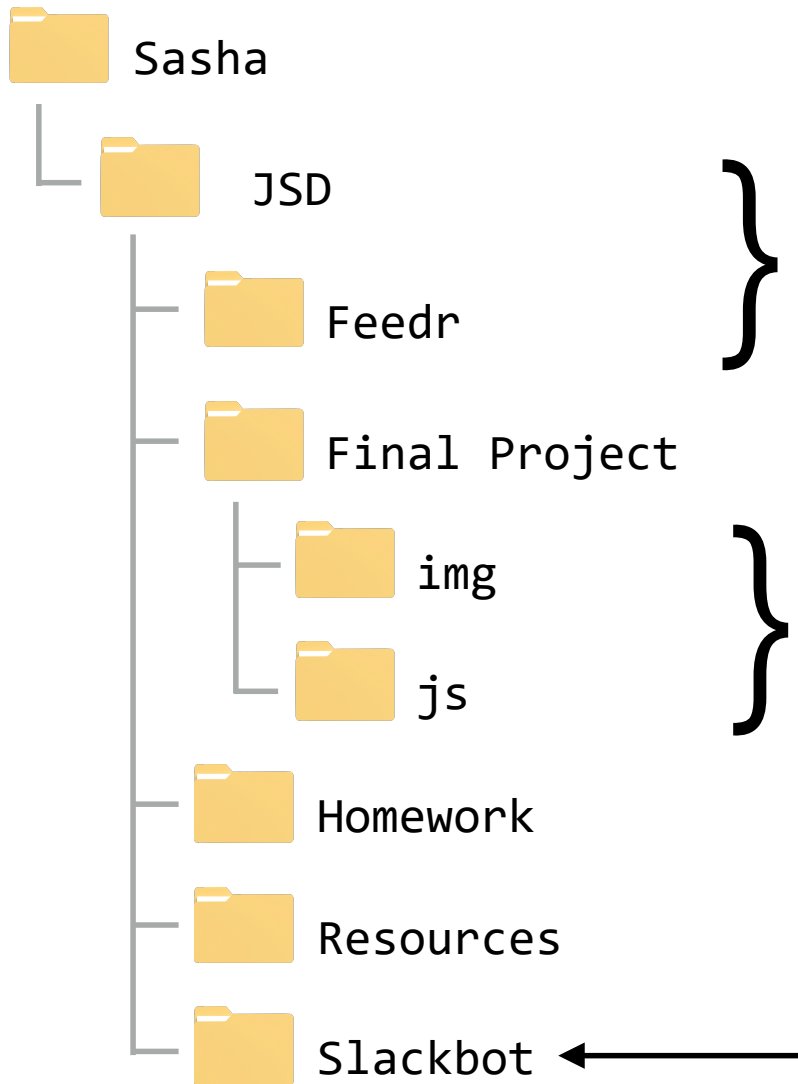 Sasha
JSD
Feedr
Final Project
img
js
Homework
Resources
Slackbot